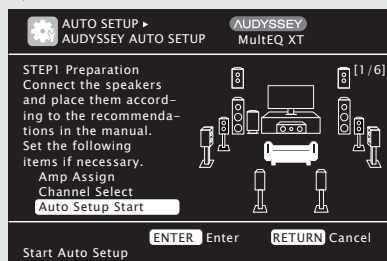 AUTO SETUP ▸
AUDYSSEY AUTO SETUP
AUDYSSEY
MultEQ XT
[1/6]
STEP1 Preparation
Connect the speakers
and place them accord-
ing to the recommenda-
tions in the manual.
Set the following
items if necessary.
Amp Assign
Channel Select
Auto Setup Start
ENTER Enter
RETURN Cancel
Start Auto Setup